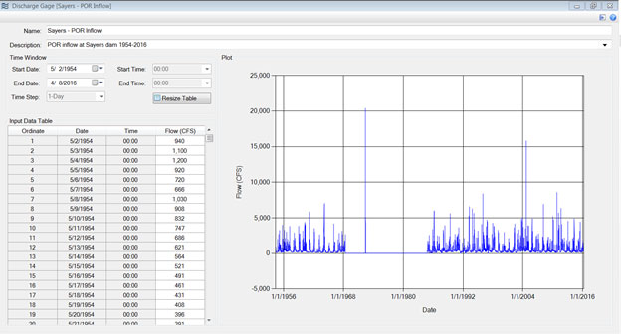 Discharge Gage [Sayers - POR Inflow]
Name: Sayers - POR Inflow
Description: POR inflow at Sayers dam 1954-2016
Time Window
Start Date: 5/ 2/1954 Start Time: 00:00
End Date: 4/ 8/2016 End Time: 00:00
Time Step: 1-Day Resize Table
Input Data Table
Ordinate Date Time Flow (CFS)
1 5/2/1954 00:00 940
2 5/3/1954 00:00 1,100
3 5/4/1954 00:00 1,200
4 5/5/1954 00:00 920
5 5/6/1954 00:00 720
6 5/7/1954 00:00 666
7 5/8/1954 00:00 1,030
8 5/9/1954 00:00 908
9 5/10/1954 00:00 832
10 5/11/1954 00:00 747
11 5/12/1954 00:00 686
12 5/13/1954 00:00 621
13 5/14/1954 00:00 564
14 5/15/1954 00:00 521
15 5/16/1954 00:00 491
16 5/17/1954 00:00 461
17 5/18/1954 00:00 431
18 5/19/1954 00:00 408
19 5/20/1954 00:00 396
20 5/21/1954 00:00 391
Plot
25,000
20,000
15,000
10,000
5,000
0
-5,000
Flow (CFS)
1/1/1956 1/1/1968 1/1/1980 1/1/1992 1/1/2004 1/1/2016
Date